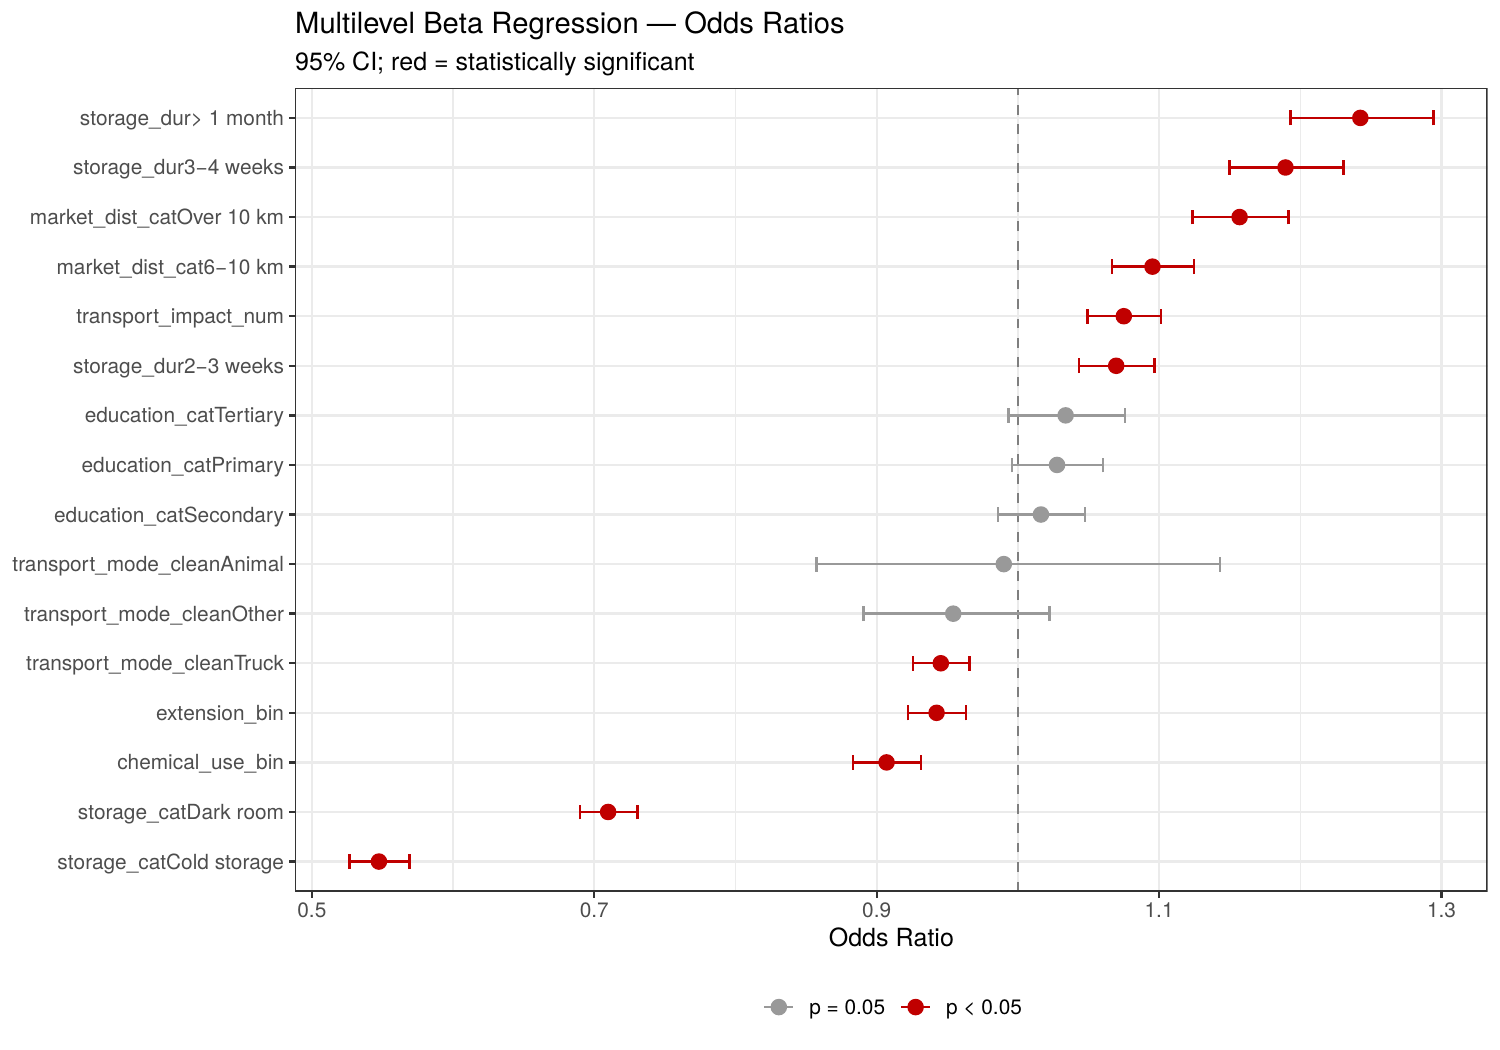 Multilevel Beta Regression — Odds Ratios
95% CI; red = statistically significant
storage_dur> 1 month
storage_dur3−4 weeks
market_dist_catOver 10 km
market_dist_cat6−10 km
transport_impact_num
storage_dur2−3 weeks
education_catTertiary
education_catPrimary
education_catSecondary
transport_mode_cleanAnimal
transport_mode_cleanOther
transport_mode_cleanTruck
extension_bin
chemical_use_bin
storage_catDark room
storage_catCold storage
0.5 0.7 0.9 1.1 1.3
Odds Ratio
p = 0.05 p < 0.05